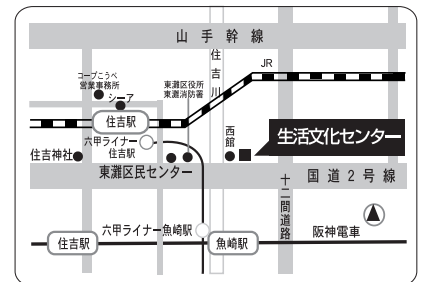 山手幹線
住吉川
JR
コープこうべ
営業事務所
シーア
東灘区役所
東灘消防署
住吉駅
六甲ライナー
住吉駅
西館
生活文化センター
住吉神社
東灘区民センター
十二間道路
国道2号線
六甲ライナー魚崎駅
阪神電車
住吉駅
魚崎駅